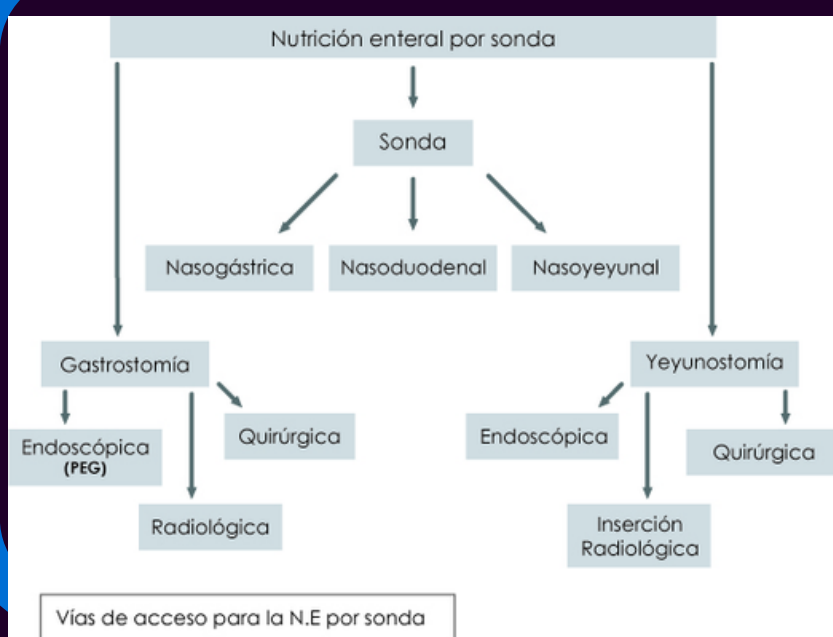 Nutrición enteral por sonda
Sonda
Nasogástrica
Nasoduodenal
Nasoyeyunal
Gastrostomía
Yeyunostomía
Endoscópica
(PEG)
Quirúrgica
Endoscópica
Quirúrgica
Radiológica
Inserción
Radiológica
Vías de acceso para la N.E por sonda